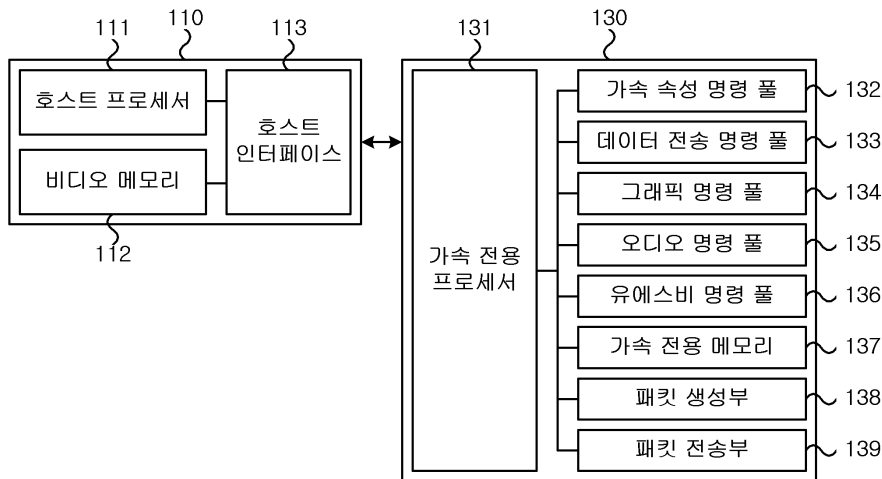 111
110
113
호스트 프로세서
비디오 메모리
호스트
인터페이스
112
131
130
가속 전용
프로세서
가속 속성 명령 풀
132
데이터 전송 명령 풀
133
그래픽 명령 풀
134
오디오 명령 풀
135
유에스비 명령 풀
136
가속 전용 메모리
137
패킷 생성부
138
패킷 전송부
139